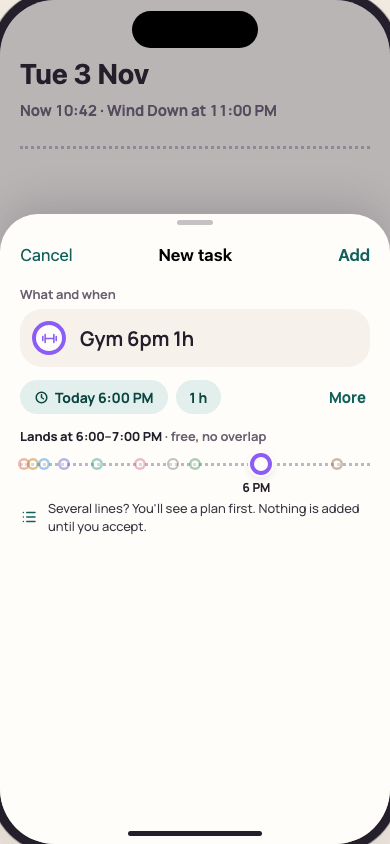 Tue 3 Nov
Now 10:42 · Wind Down at 11:00 PM
Cancel
New task
Add
What and when
Gym 6pm 1h
Today 6:00 PM
1 h
More
Lands at 6:00–7:00 PM · free, no overlap
6 PM
Several lines? You'll see a plan first. Nothing is added
until you accept.